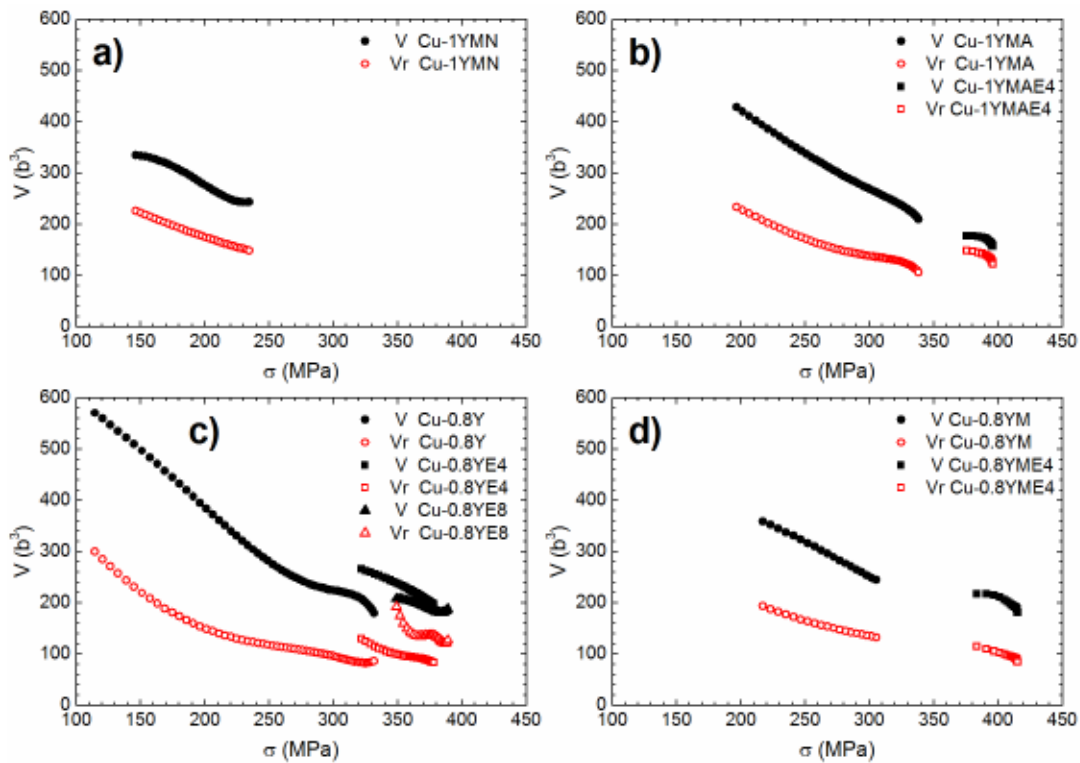 a)
V Cu-1YMN
Vr Cu-1YMN
600
500
400
300
200
100
0
V (b³)
100 150 200 250 300 350 400 450
σ (MPa)
b)
V Cu-1YMA
Vr Cu-1YMA
V Cu-1YMAE4
Vr Cu-1YMAE4
600
500
400
300
200
100
0
V (b³)
100 150 200 250 300 350 400 450
σ (MPa)
c)
V Cu-0.8Y
Vr Cu-0.8Y
V Cu-0.8YE4
Vr Cu-0.8YE4
V Cu-0.8YE8
Vr Cu-0.8YE8
600
500
400
300
200
100
0
V (b³)
100 150 200 250 300 350 400 450
σ (MPa)
d)
V Cu-0.8YM
Vr Cu-0.8YM
V Cu-0.8YME4
Vr Cu-0.8YME4
600
500
400
300
200
100
0
V (b³)
100 150 200 250 300 350 400 450
σ (MPa)